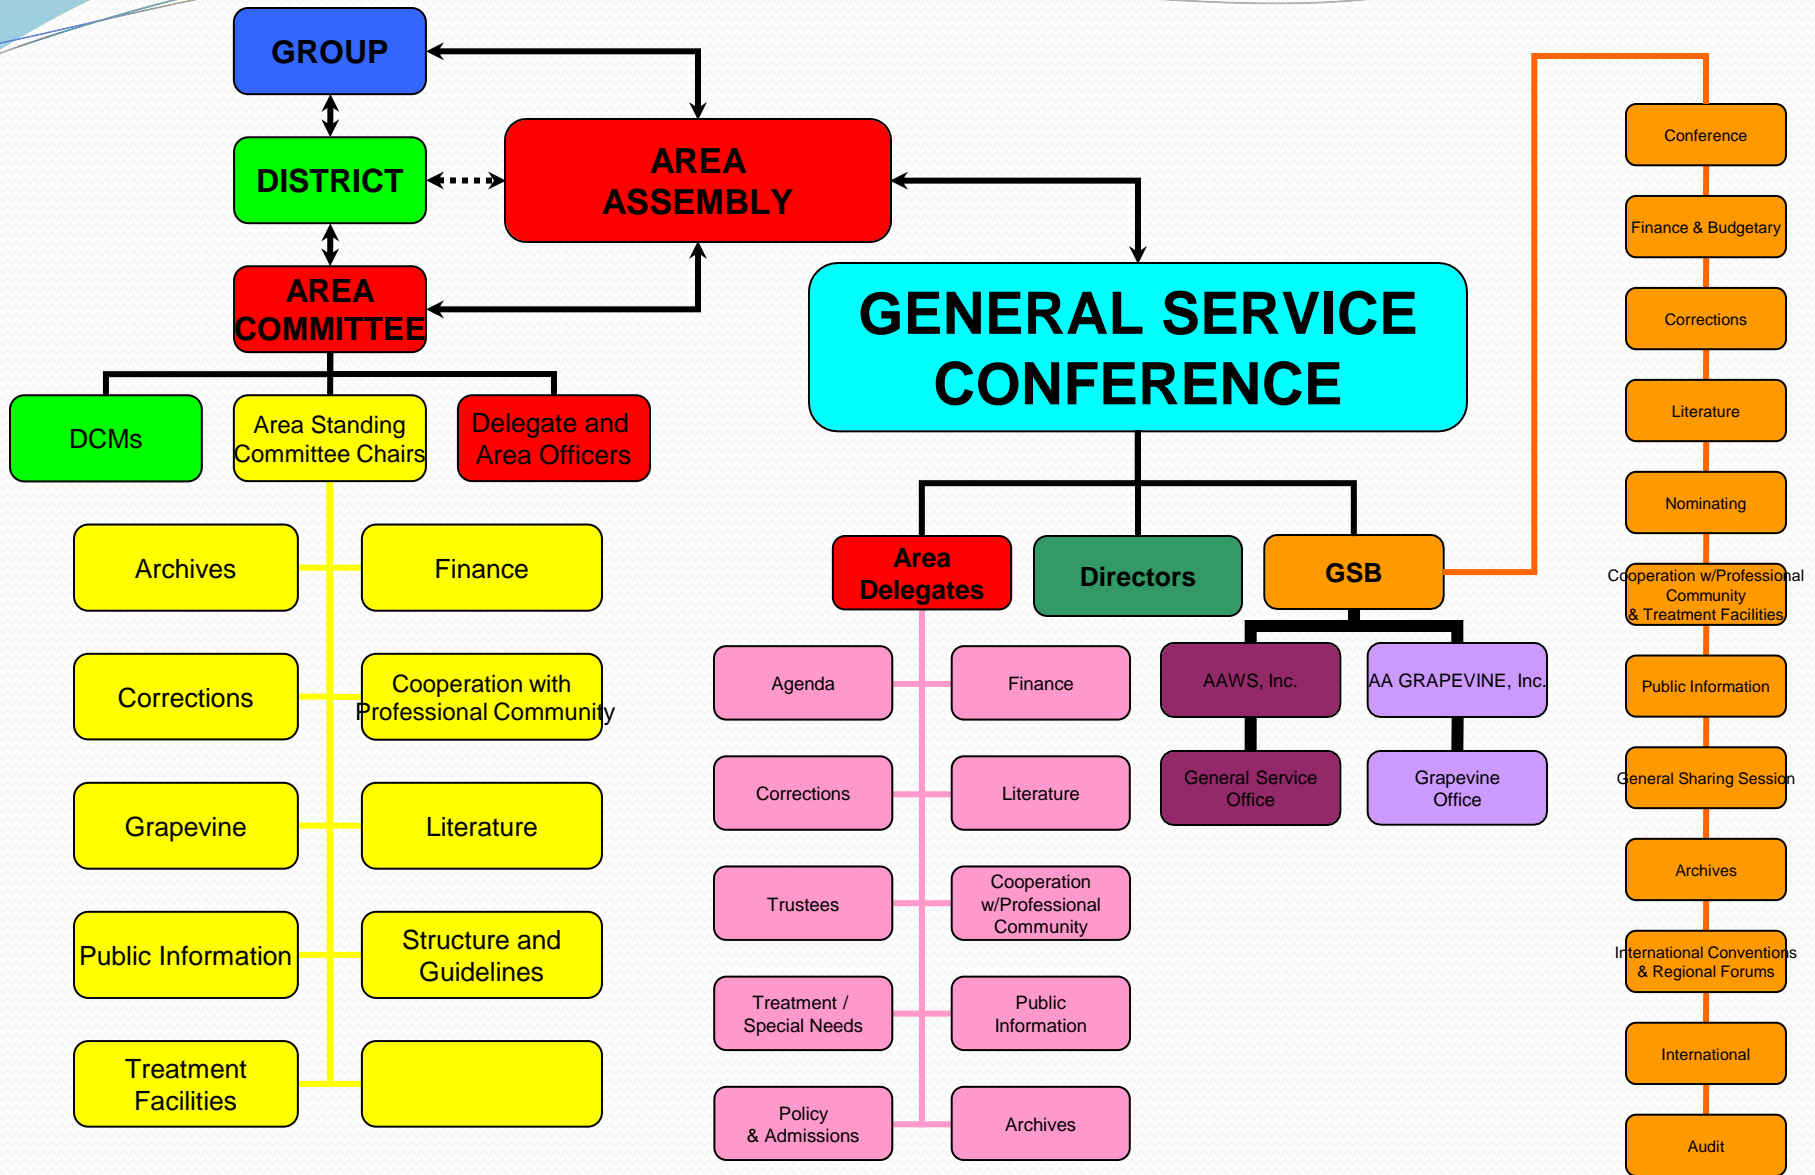 GROUP
DISTRICT
AREA
ASSEMBLY
AREA
COMMITTEE
GENERAL SERVICE
CONFERENCE
DCMs
Area Standing
Committee Chairs
Delegate and
Area Officers
Archives
Finance
Corrections
Cooperation with
Professional Community
Grapevine
Literature
Public Information
Structure and
Guidelines
Treatment
Facilities
Area
Delegates
Directors
GSB
Agenda
Finance
Corrections
Literature
Trustees
Cooperation
w/Professional
Community
Treatment /
Special Needs
Public
Information
Policy
& Admissions
Archives
AAWS, Inc.
AA GRAPEVINE, Inc.
General Service
Office
Grapevine
Office
Conference
Finance & Budgetary
Corrections
Literature
Nominating
Cooperation w/Professional
Community
& Treatment Facilities
Public Information
General Sharing Session
Archives
International Conventions
& Regional Forums
International
Audit